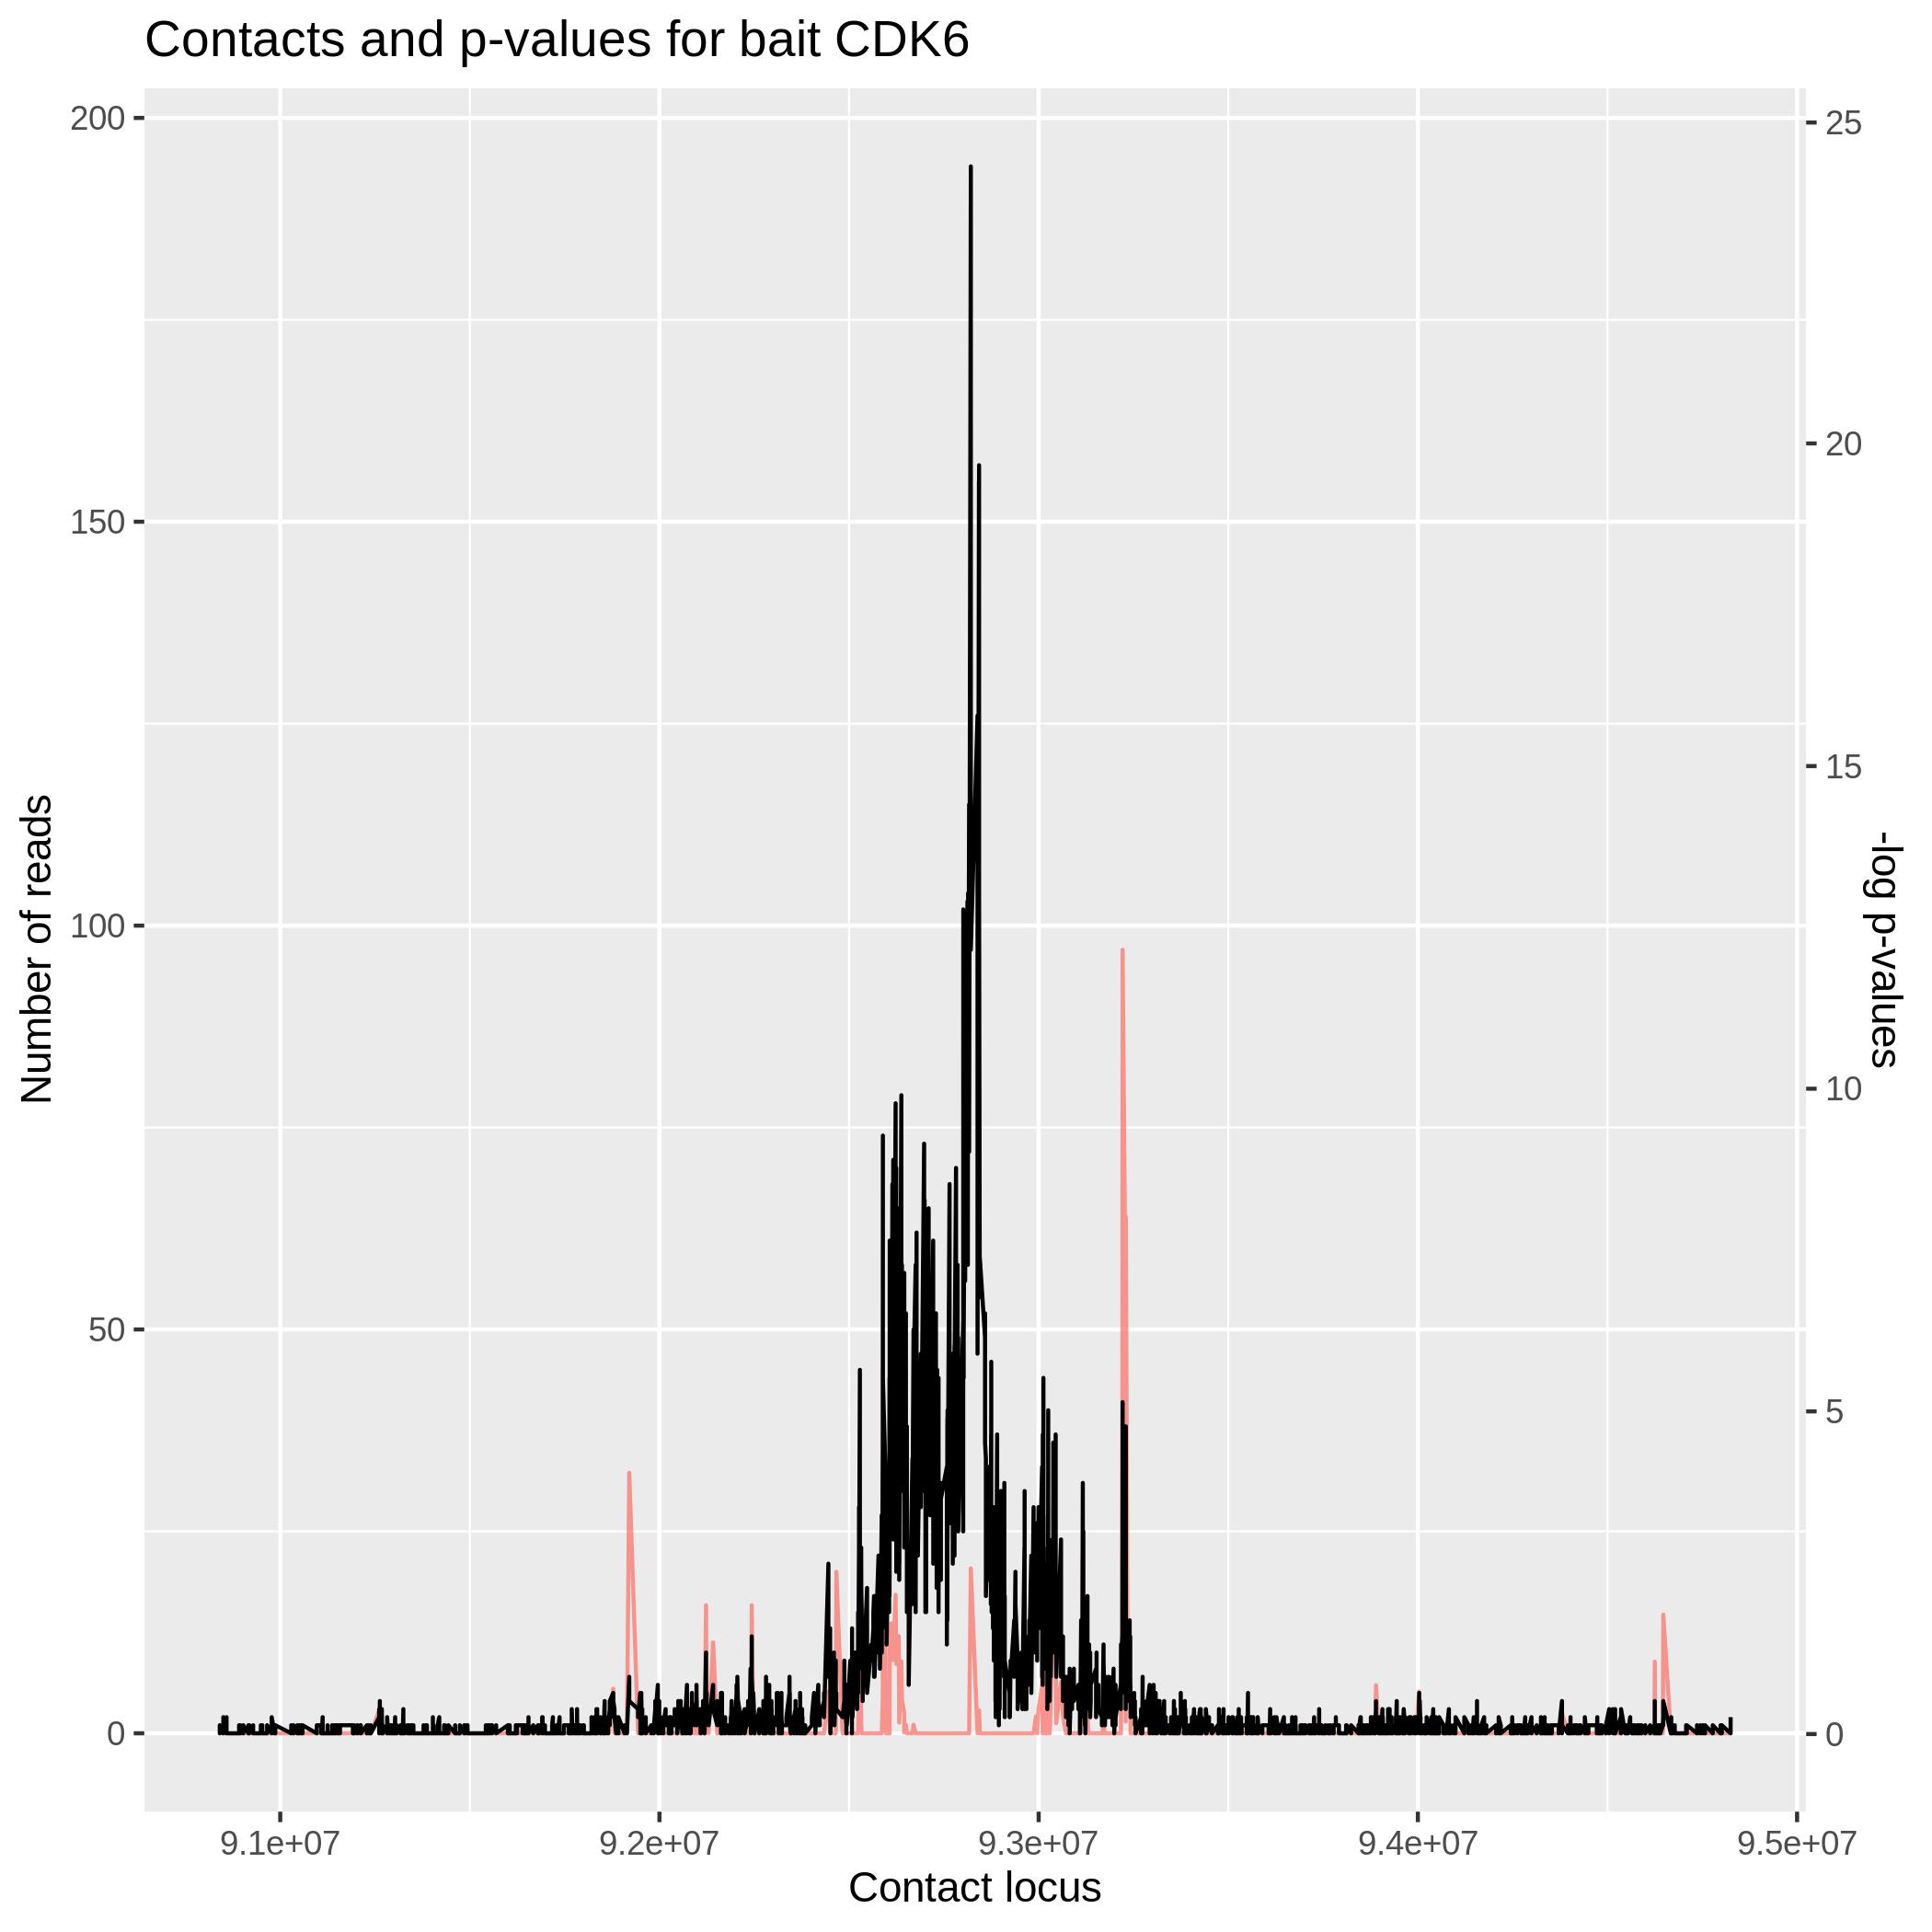 Contacts and p-values for bait CDK6
200
150
100
50
0
Number of reads
25
20
15
10
5
0
-log p-values
9.1e+07 9.2e+07 9.3e+07 9.4e+07 9.5e+07
Contact locus